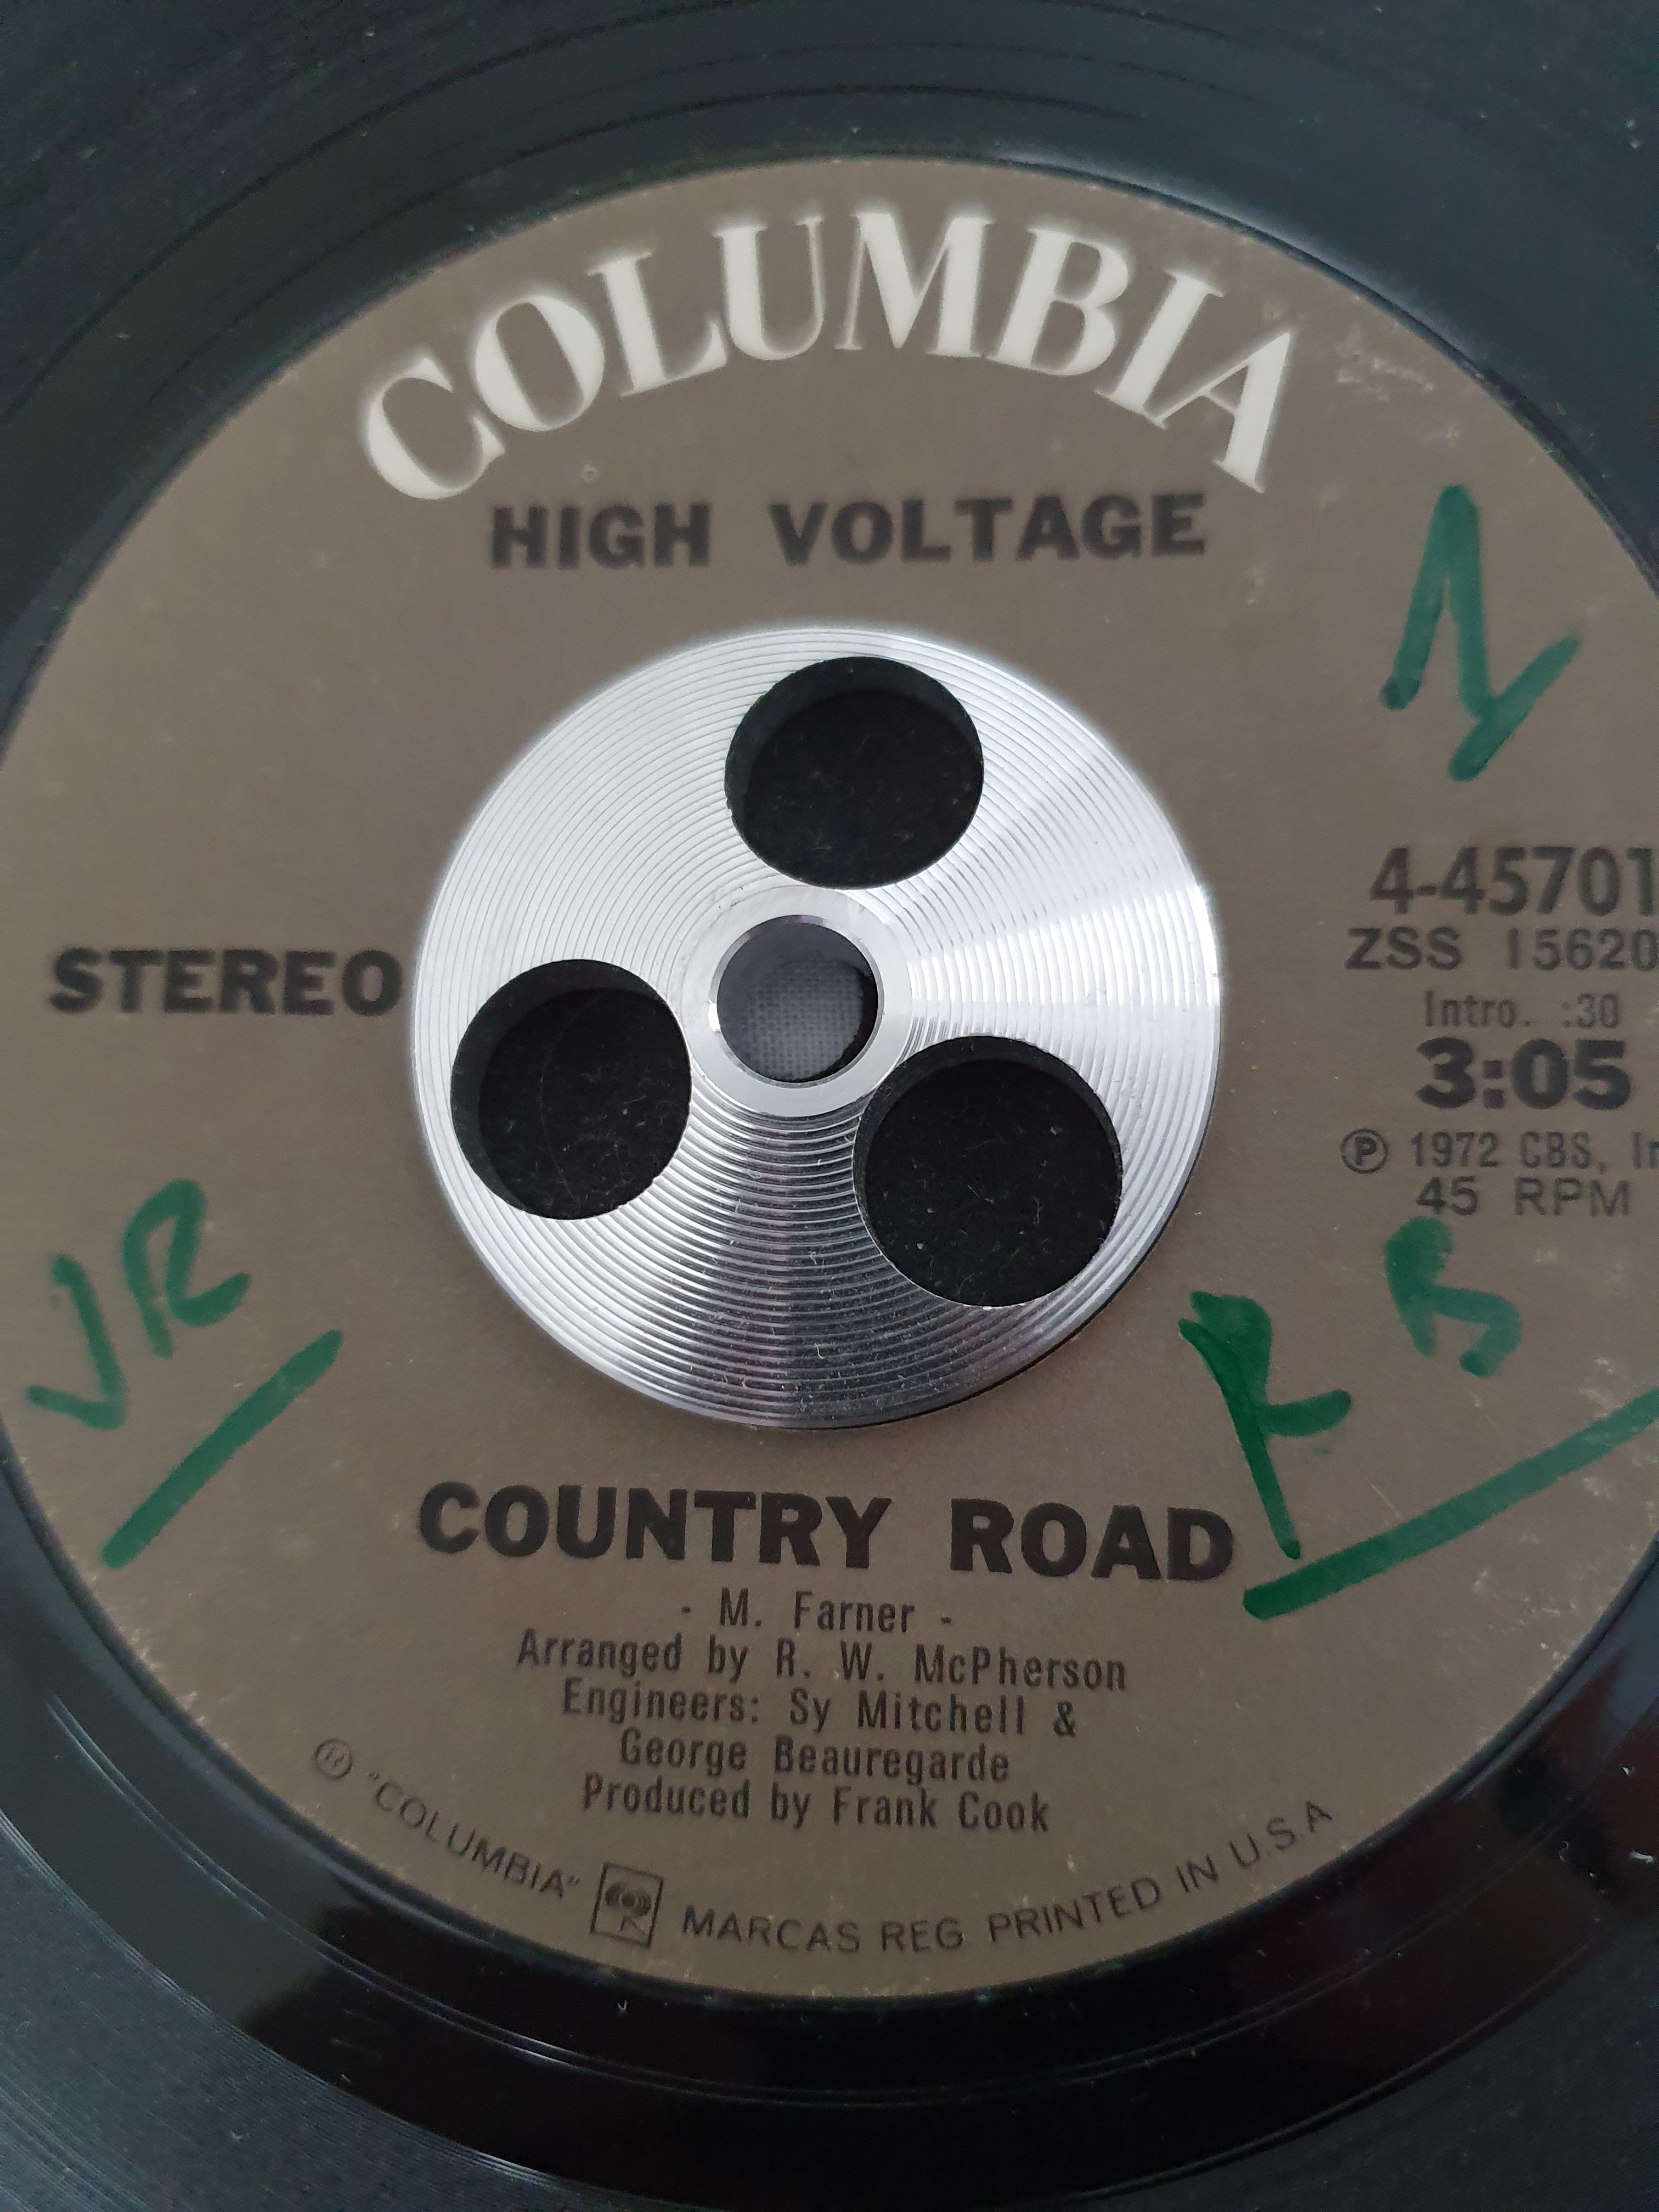 COLUMBIA
HIGH VOLTAGE
STEREO
4-45701
ZSS 15620
Intro. :30
3:05
Ⓟ 1972 CBS,
45 RPM
VR
COUNTRY ROAD
- M. Farner -
Arranged by R. W. McPherson
Engineers: Sy Mitchell &
George Beauregarde
Produced by Frank Cook
® "COLUMBIA" MARCAS REG PRINTED IN U.S.A